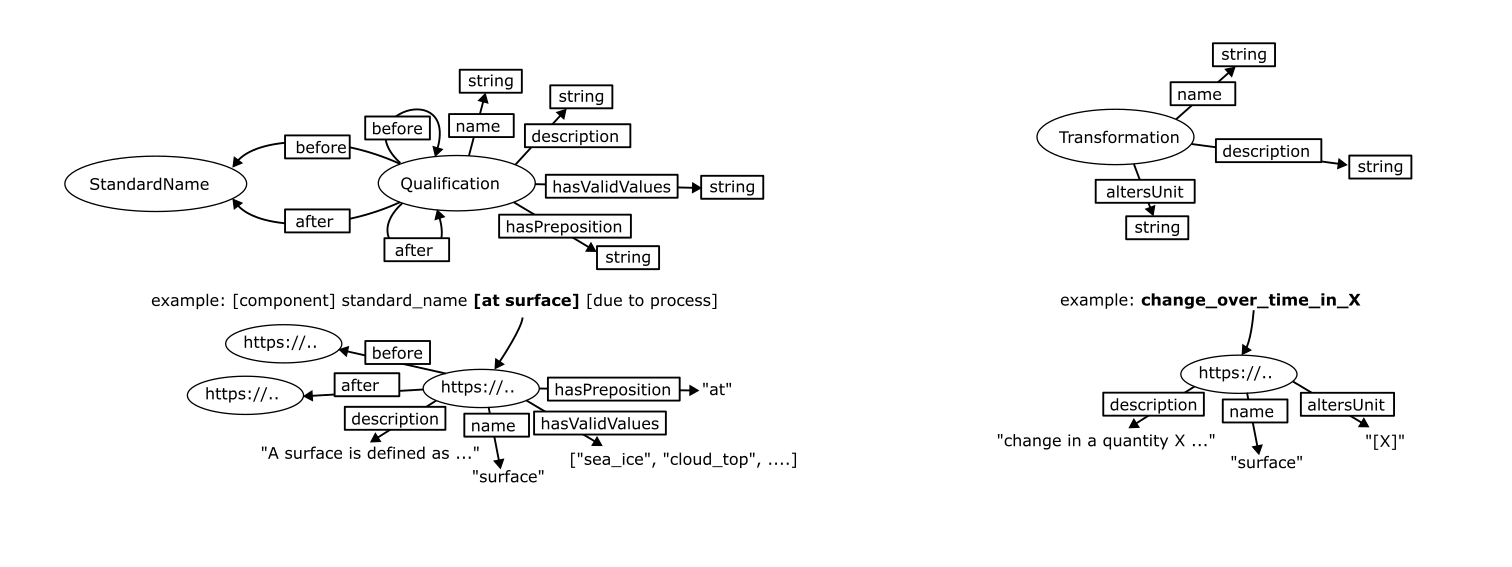 string
string
string
before
name
name
description
before
Transformation
description
StandardName
Qualification
hasValidValues
string
string
altersUnit
after
hasPreposition
string
after
string
example: [component] standard_name [at surface] [due to process]
example: change_over_time_in_X
https://..
before
https://..
after
https://..
hasPreposition
"at"
https://..
description
name
hasValidValues
description
name
altersUnit
"A surface is defined as ..."
["sea_ice", "cloud_top", ....]
"surface"
"change in a quantity X ..."
"surface"
"[X]"